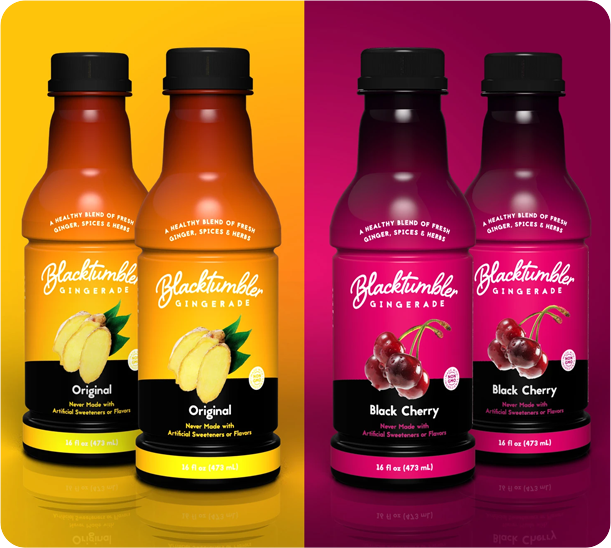 A HEALTHY BLEND OF FRESH
GINGER, SPICES & HERBS
Blacktumbler
GINGERADE
Original
Never Made with
Artificial Sweeteners or Flavors
16 fl oz (473 mL)
A HEALTHY BLEND OF FRESH
GINGER, SPICES & HERBS
Blacktumbler
GINGERADE
NON
GMO
Original
Never Made with
Artificial Sweeteners or Flavors
16 fl oz (473 mL)
A HEALTHY BLEND OF FRESH
GINGER, SPICES & HERBS
Blacktumbler
GINGERADE
NON
GMO
Black Cherry
Never Made with
Artificial Sweeteners or Flavors
16 fl oz (473 mL)
A HEALTHY BLEND OF FRESH
GINGER, SPICES & HERBS
Blacktumbler
GINGERADE
NON
GMO
Black Cherry
Never Made with
Artificial Sweeteners or Flavors
16 fl oz (473 mL)